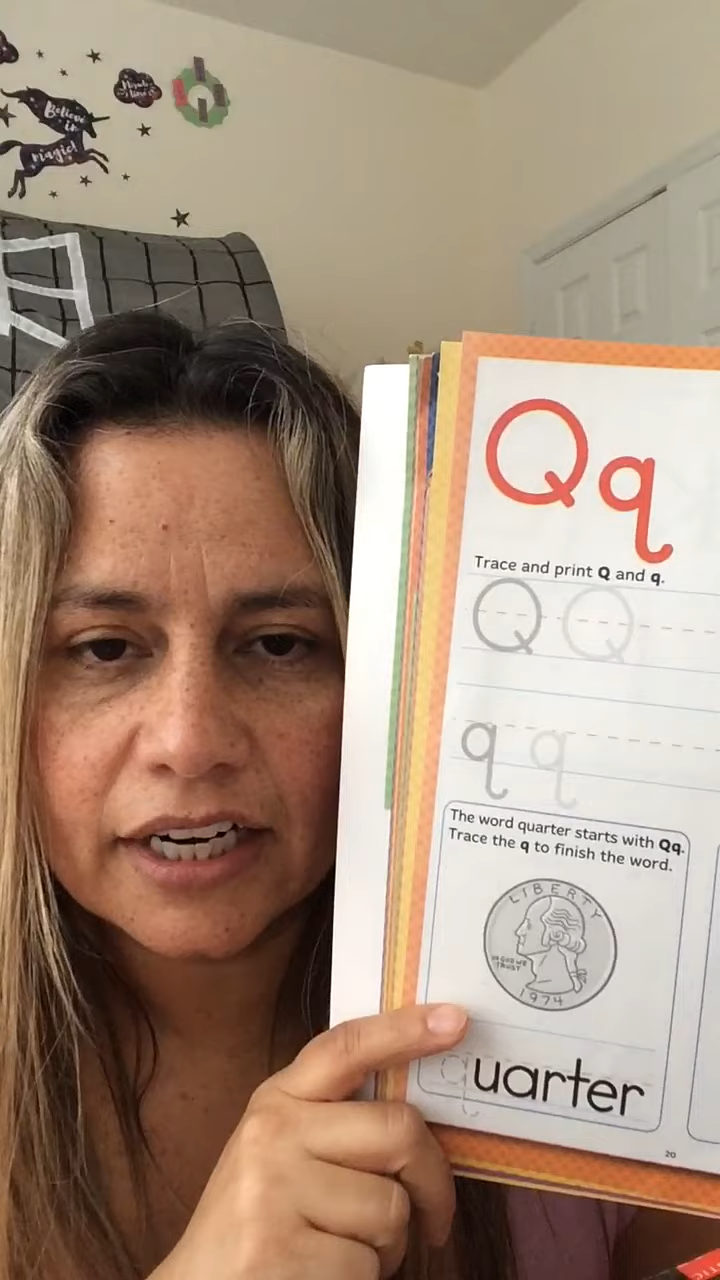 Believe
in
magic!
Qq
Trace and print Q and q.
Q Q
q q
The word quarter starts with Qq.
Trace the q to finish the word.
LIBERTY
IN GOD WE
TRUST
1974
quarter
20